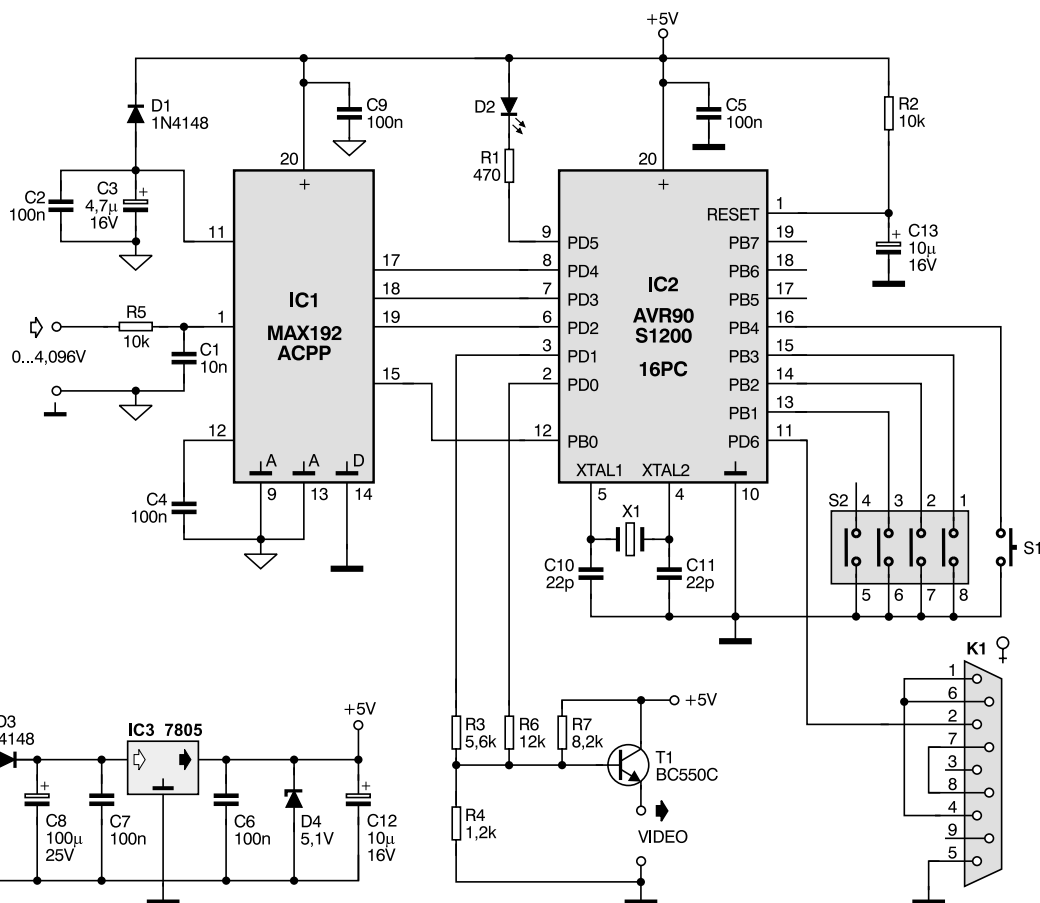 +5V
D1
1N4148
C9
100n
D2
R1
470
C5
100n
R2
10k
20
+
20
+
C2
100n
C3
4,7µ
16V
+
11
IC1
MAX192
ACPP
17
18
19
15
1
R5
10k
0...4,096V
C1
10n
12
C4
100n
A
A
D
9
13
14
9
8
7
6
3
2
12
PD5
PD4
PD3
PD2
PD1
PD0
PB0
IC2
AVR90
S1200
16PC
RESET
PB7
PB6
PB5
PB4
PB3
PB2
PB1
PD6
1
19
18
17
16
15
14
13
11
+
C13
10µ
16V
XTAL1
XTAL2
5
4
10
X1
C10
22p
C11
22p
S2
4
3
2
1
5
6
7
8
S1
K1
1
6
2
7
3
8
4
9
5
D3
4148
IC3 7805
+5V
+
C8
100µ
25V
C7
100n
C6
100n
D4
5,1V
+
C12
10µ
16V
R3
5,6k
R6
12k
R7
8,2k
+5V
T1
BC550C
R4
1,2k
VIDEO